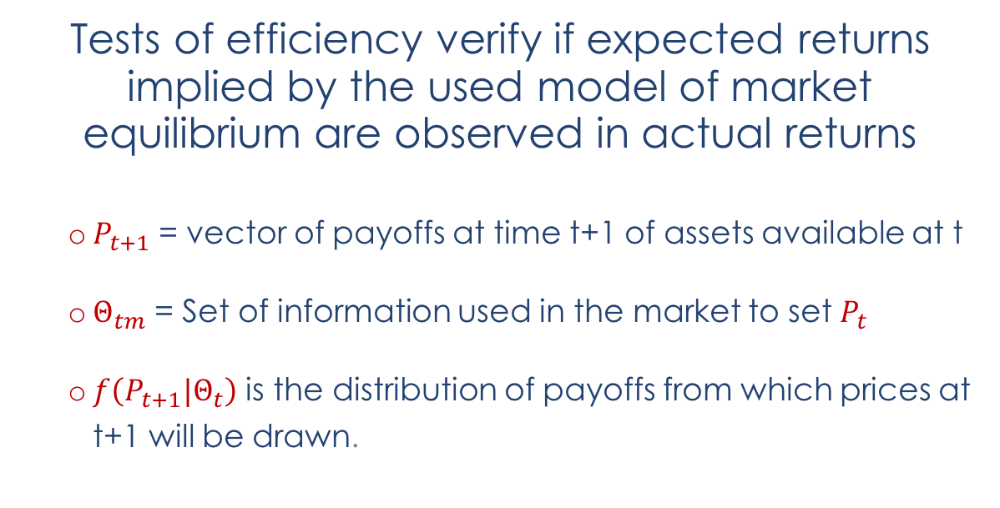 Tests of efficiency verify if expected returns
implied by the used model of market
equilibrium are observed in actual returns
o P_{t+1} = vector of payoffs at time t+1 of assets available at t
o Θ_{tm} = Set of information used in the market to set P_t
o f(P_{t+1}|Θ_t) is the distribution of payoffs from which prices at
t+1 will be drawn.